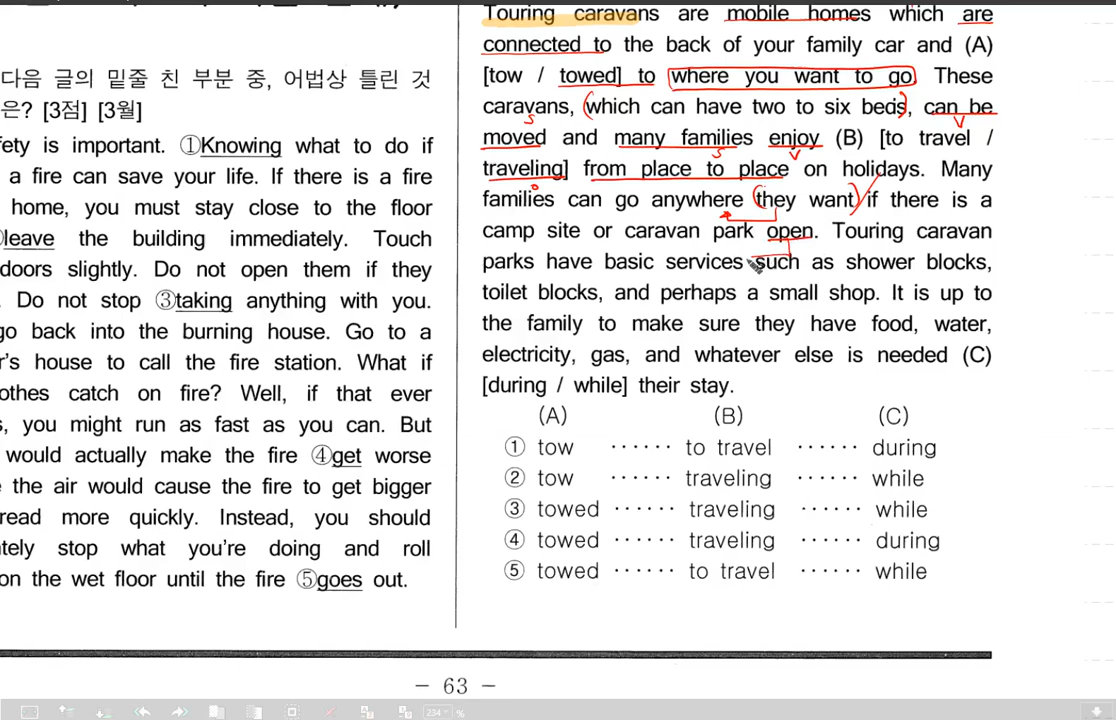 다음 글의 밑줄 친 부분 중, 어법상 틀린 것
은? [3점] [3월]
fety is important. ①Knowing what to do if
a fire can save your life. If there is a fire
home, you must stay close to the floor
leave the building immediately. Touch
doors slightly. Do not open them if they
. Do not stop ③taking anything with you.
go back into the burning house. Go to a
r's house to call the fire station. What if
othes catch on fire? Well, if that ever
s, you might run as fast as you can. But
would actually make the fire ④get worse
e the air would cause the fire to get bigger
read more quickly. Instead, you should
ately stop what you're doing and roll
on the wet floor until the fire ⑤goes out.
Touring caravans are mobile homes which are
connected to the back of your family car and (A)
[tow / towed] to where you want to go. These
caravans, which can have two to six beds, can be
moved and many families enjoy (B) [to travel /
traveling] from place to place on holidays. Many
families can go anywhere they want if there is a
camp site or caravan park open. Touring caravan
parks have basic services such as shower blocks,
toilet blocks, and perhaps a small shop. It is up to
the family to make sure they have food, water,
electricity, gas, and whatever else is needed (C)
[during / while] their stay.
(A) (B) (C)
① tow ······ to travel ······ during
② tow ······ traveling ······ while
③ towed ······ traveling ······ while
④ towed ······ traveling ······ during
⑤ towed ······ to travel ······ while
- 63 -
234 %